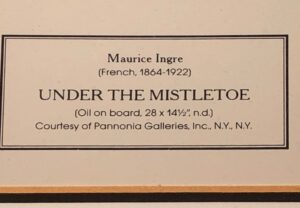 Maurice Ingre
(French, 1864-1922)
UNDER THE MISTLETOE
(Oil on board, 28 x 14½", n.d.)
Courtesy of Pannonia Galleries, Inc., N.Y., N.Y.